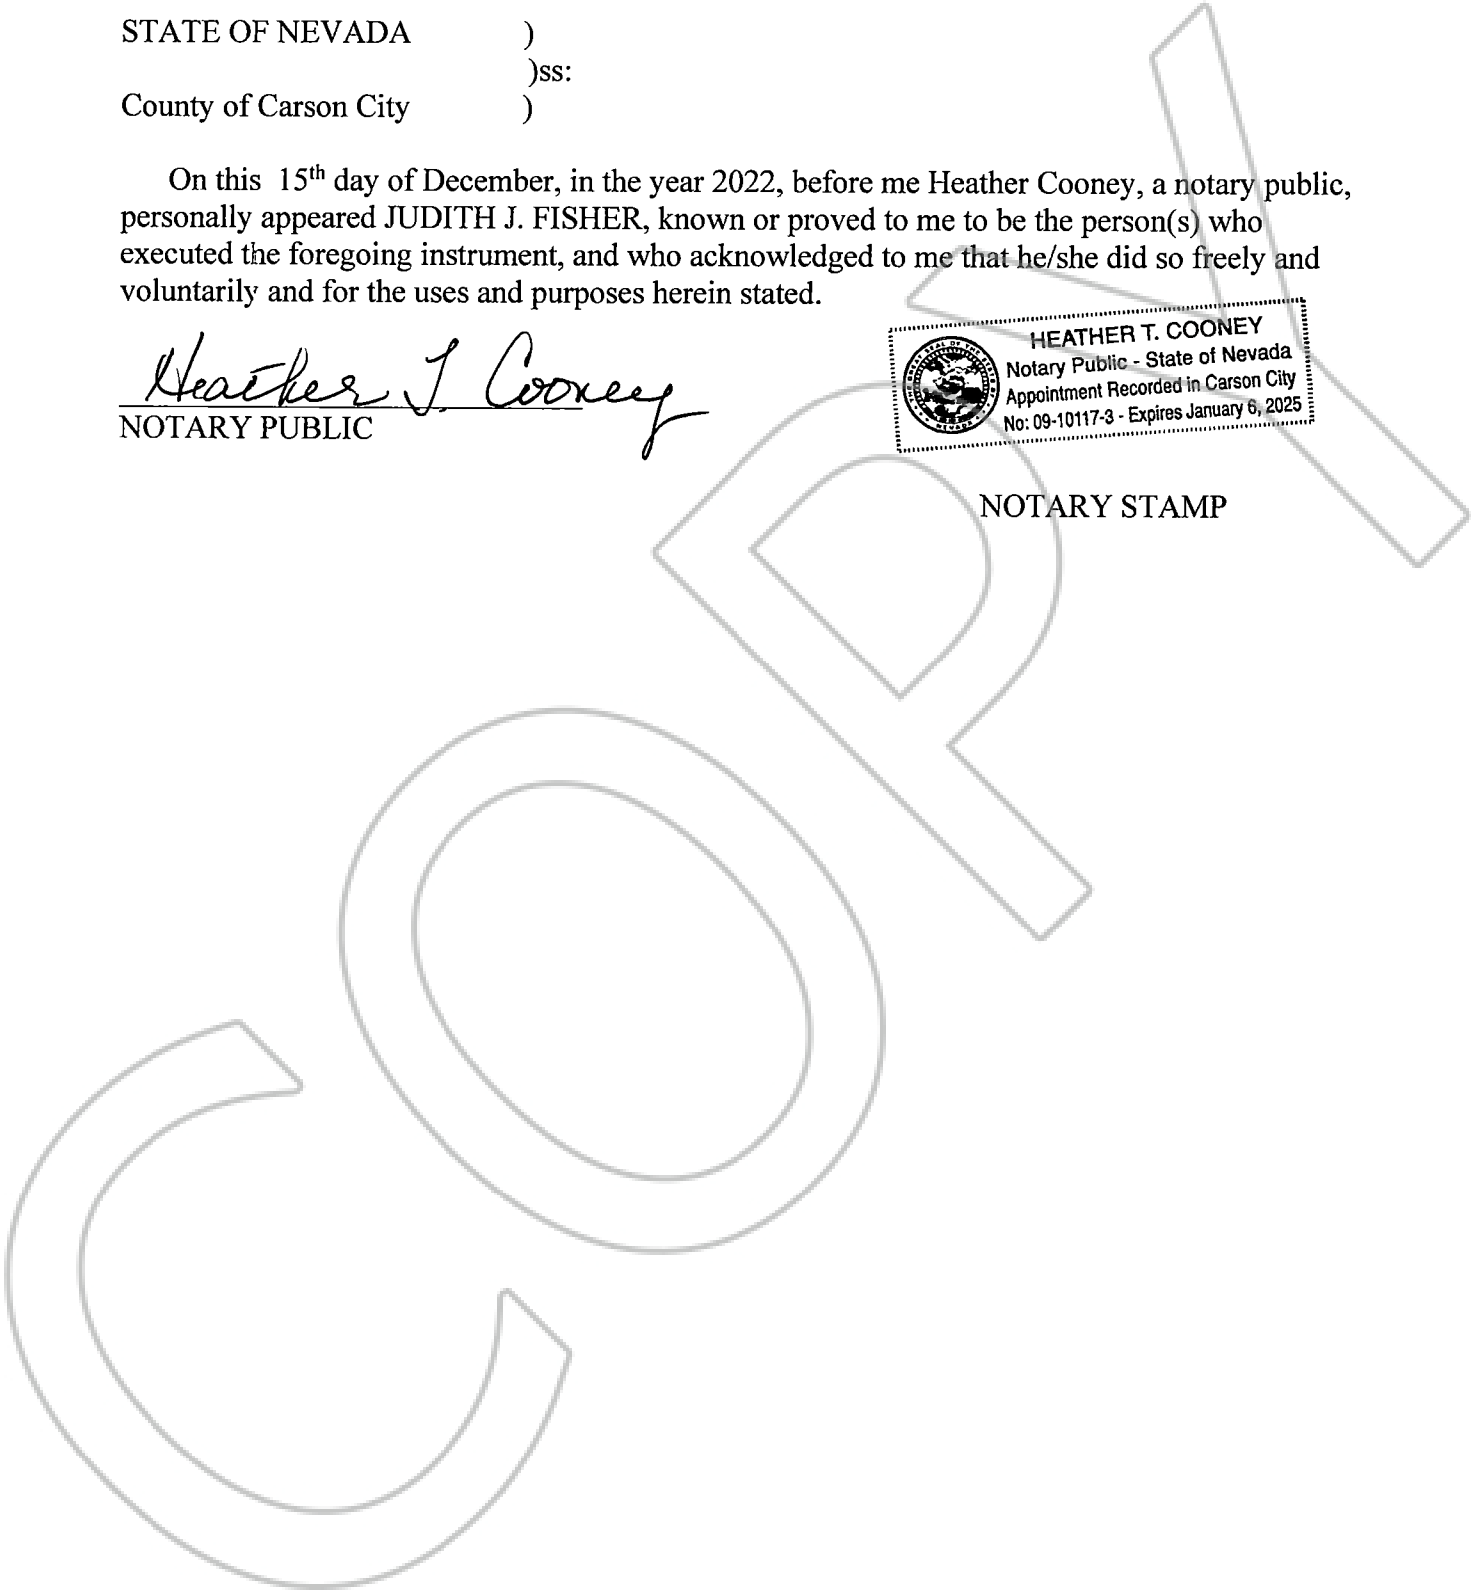 STATE OF NEVADA )
)ss:
County of Carson City )
On this 15th day of December, in the year 2022, before me Heather Cooney, a notary public,
personally appeared JUDITH J. FISHER, known or proved to me to be the person(s) who
executed the foregoing instrument, and who acknowledged to me that he/she did so freely and
voluntarily and for the uses and purposes herein stated.
Heather T. Cooney
NOTARY PUBLIC
HEATHER T. COONEY
Notary Public - State of Nevada
Appointment Recorded in Carson City
No: 09-10117-3 - Expires January 6, 2025
NOTARY STAMP
COPY